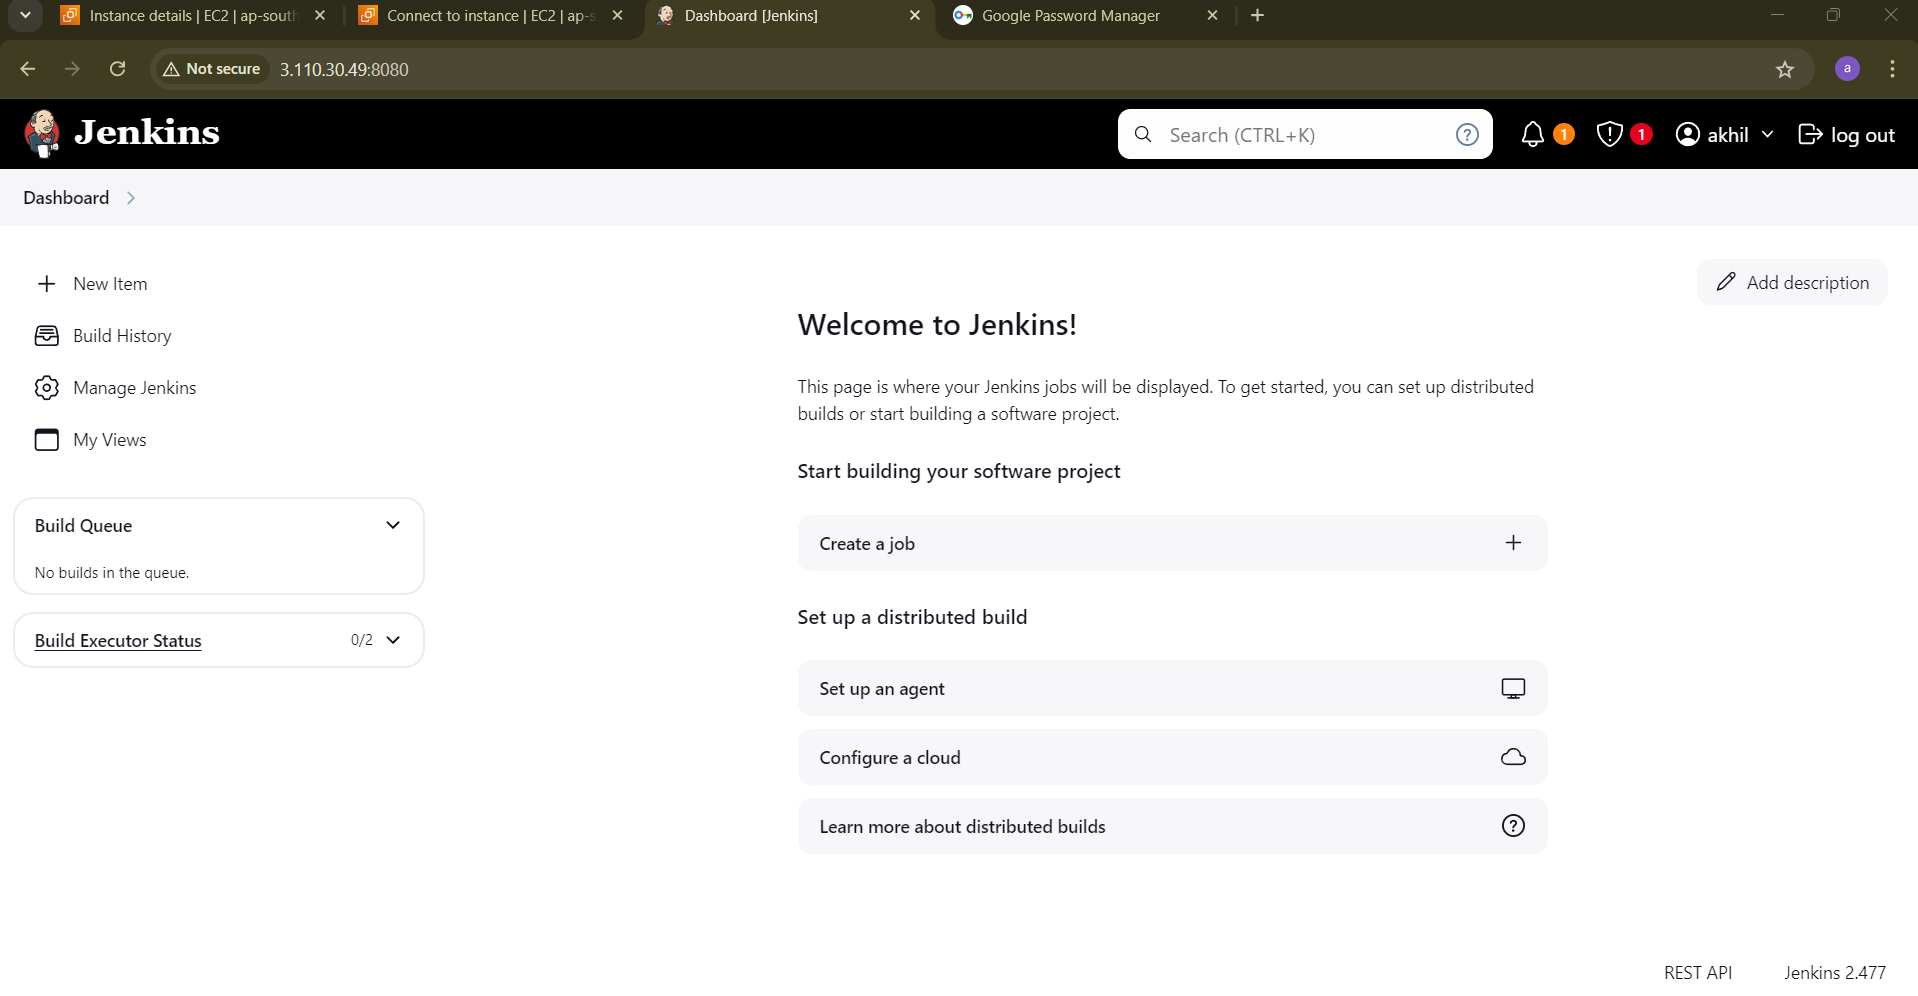 Instance details | EC2 | ap-south
Connect to instance | EC2 | ap-s
Dashboard [Jenkins]
Google Password Manager
Not secure
3.110.30.49:8080
a
Jenkins
Search (CTRL+K)
?
1
1
akhil
log out
Dashboard
New Item
Build History
Manage Jenkins
My Views
Build Queue
No builds in the queue.
Build Executor Status
0/2
Add description
Welcome to Jenkins!
This page is where your Jenkins jobs will be displayed. To get started, you can set up distributed
builds or start building a software project.
Start building your software project
Create a job
Set up a distributed build
Set up an agent
Configure a cloud
Learn more about distributed builds
?
REST API
Jenkins 2.477